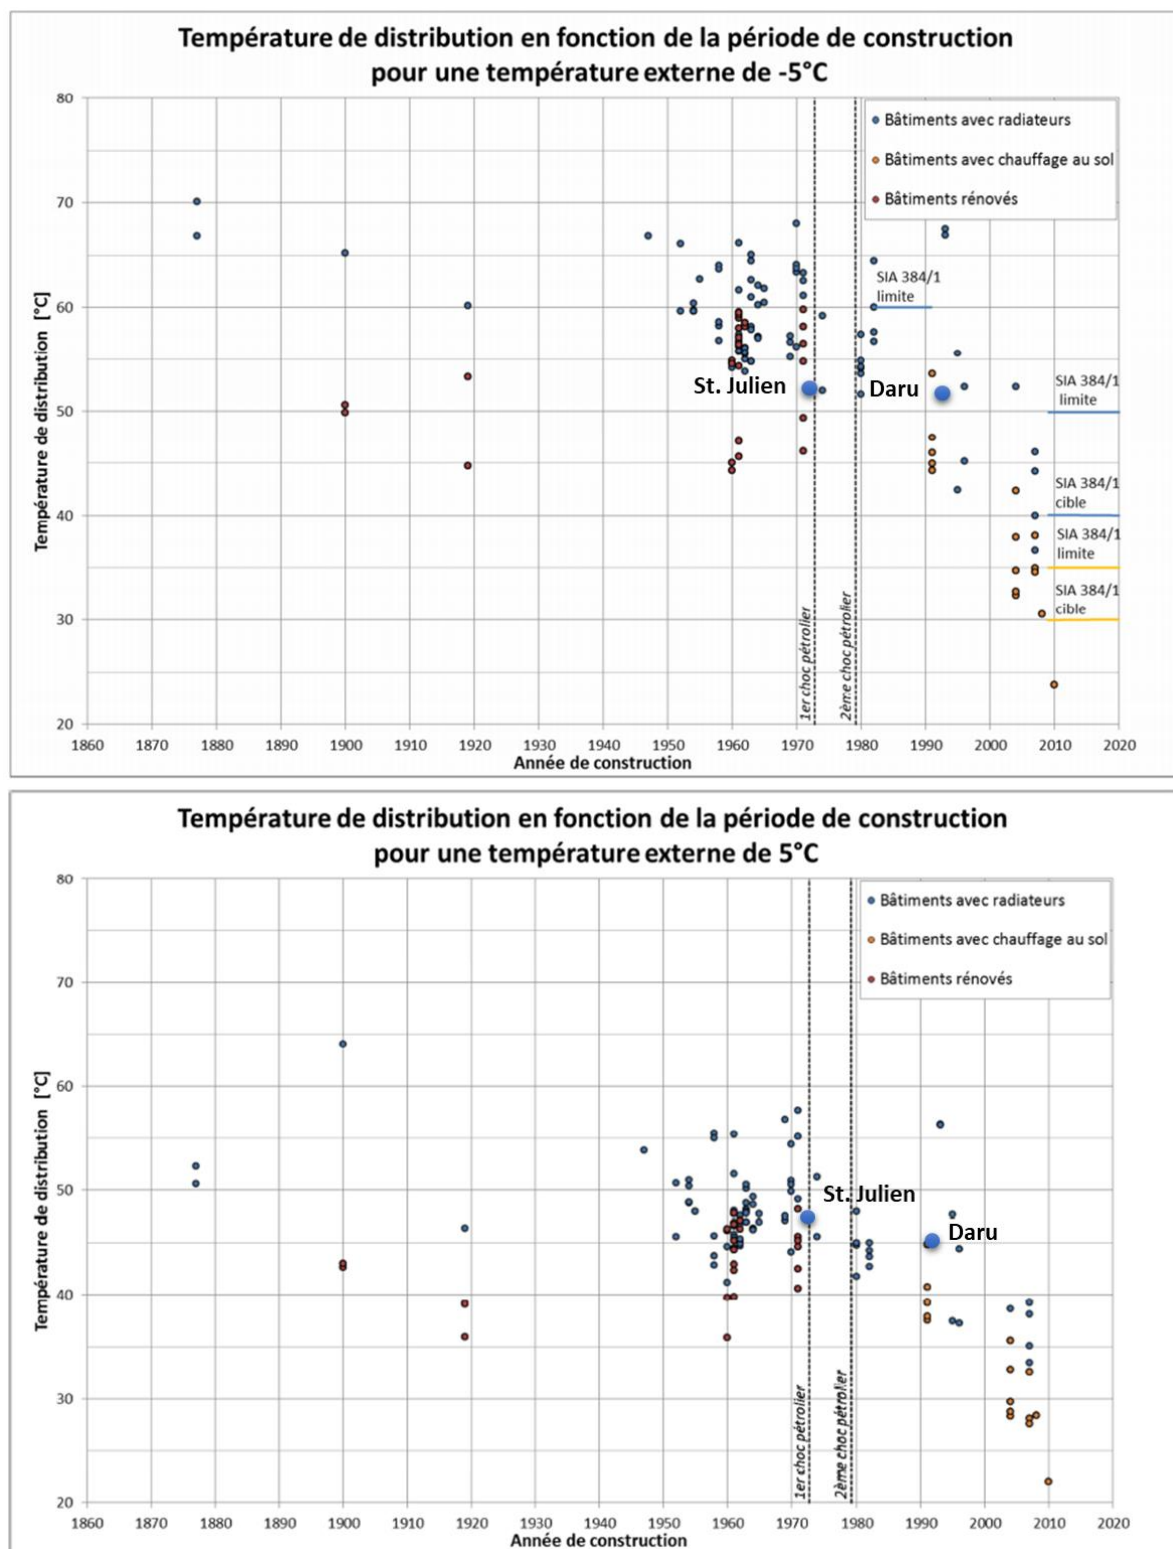 Température de distribution en fonction de la période de construction
pour une température externe de -5°C
Température de distribution [°C]
80
70
60
50
40
30
20
Bâtiments avec radiateurs
Bâtiments avec chauffage au sol
Bâtiments rénovés
SIA 384/1
limite
St. Julien
Daru
SIA 384/1
limite
SIA 384/1
cible
SIA 384/1
limite
SIA 384/1
cible
1er choc pétrolier
2ème choc pétrolier
1860 1870 1880 1890 1900 1910 1920 1930 1940 1950 1960 1970 1980 1990 2000 2010 2020
Année de construction
Température de distribution en fonction de la période de construction
pour une température externe de 5°C
Température de distribution [°C]
80
70
60
50
40
30
20
Bâtiments avec radiateurs
Bâtiments avec chauffage au sol
Bâtiments rénovés
St. Julien
Daru
1er choc pétrolier
2ème choc pétrolier
1860 1870 1880 1890 1900 1910 1920 1930 1940 1950 1960 1970 1980 1990 2000 2010 2020
Année de construction